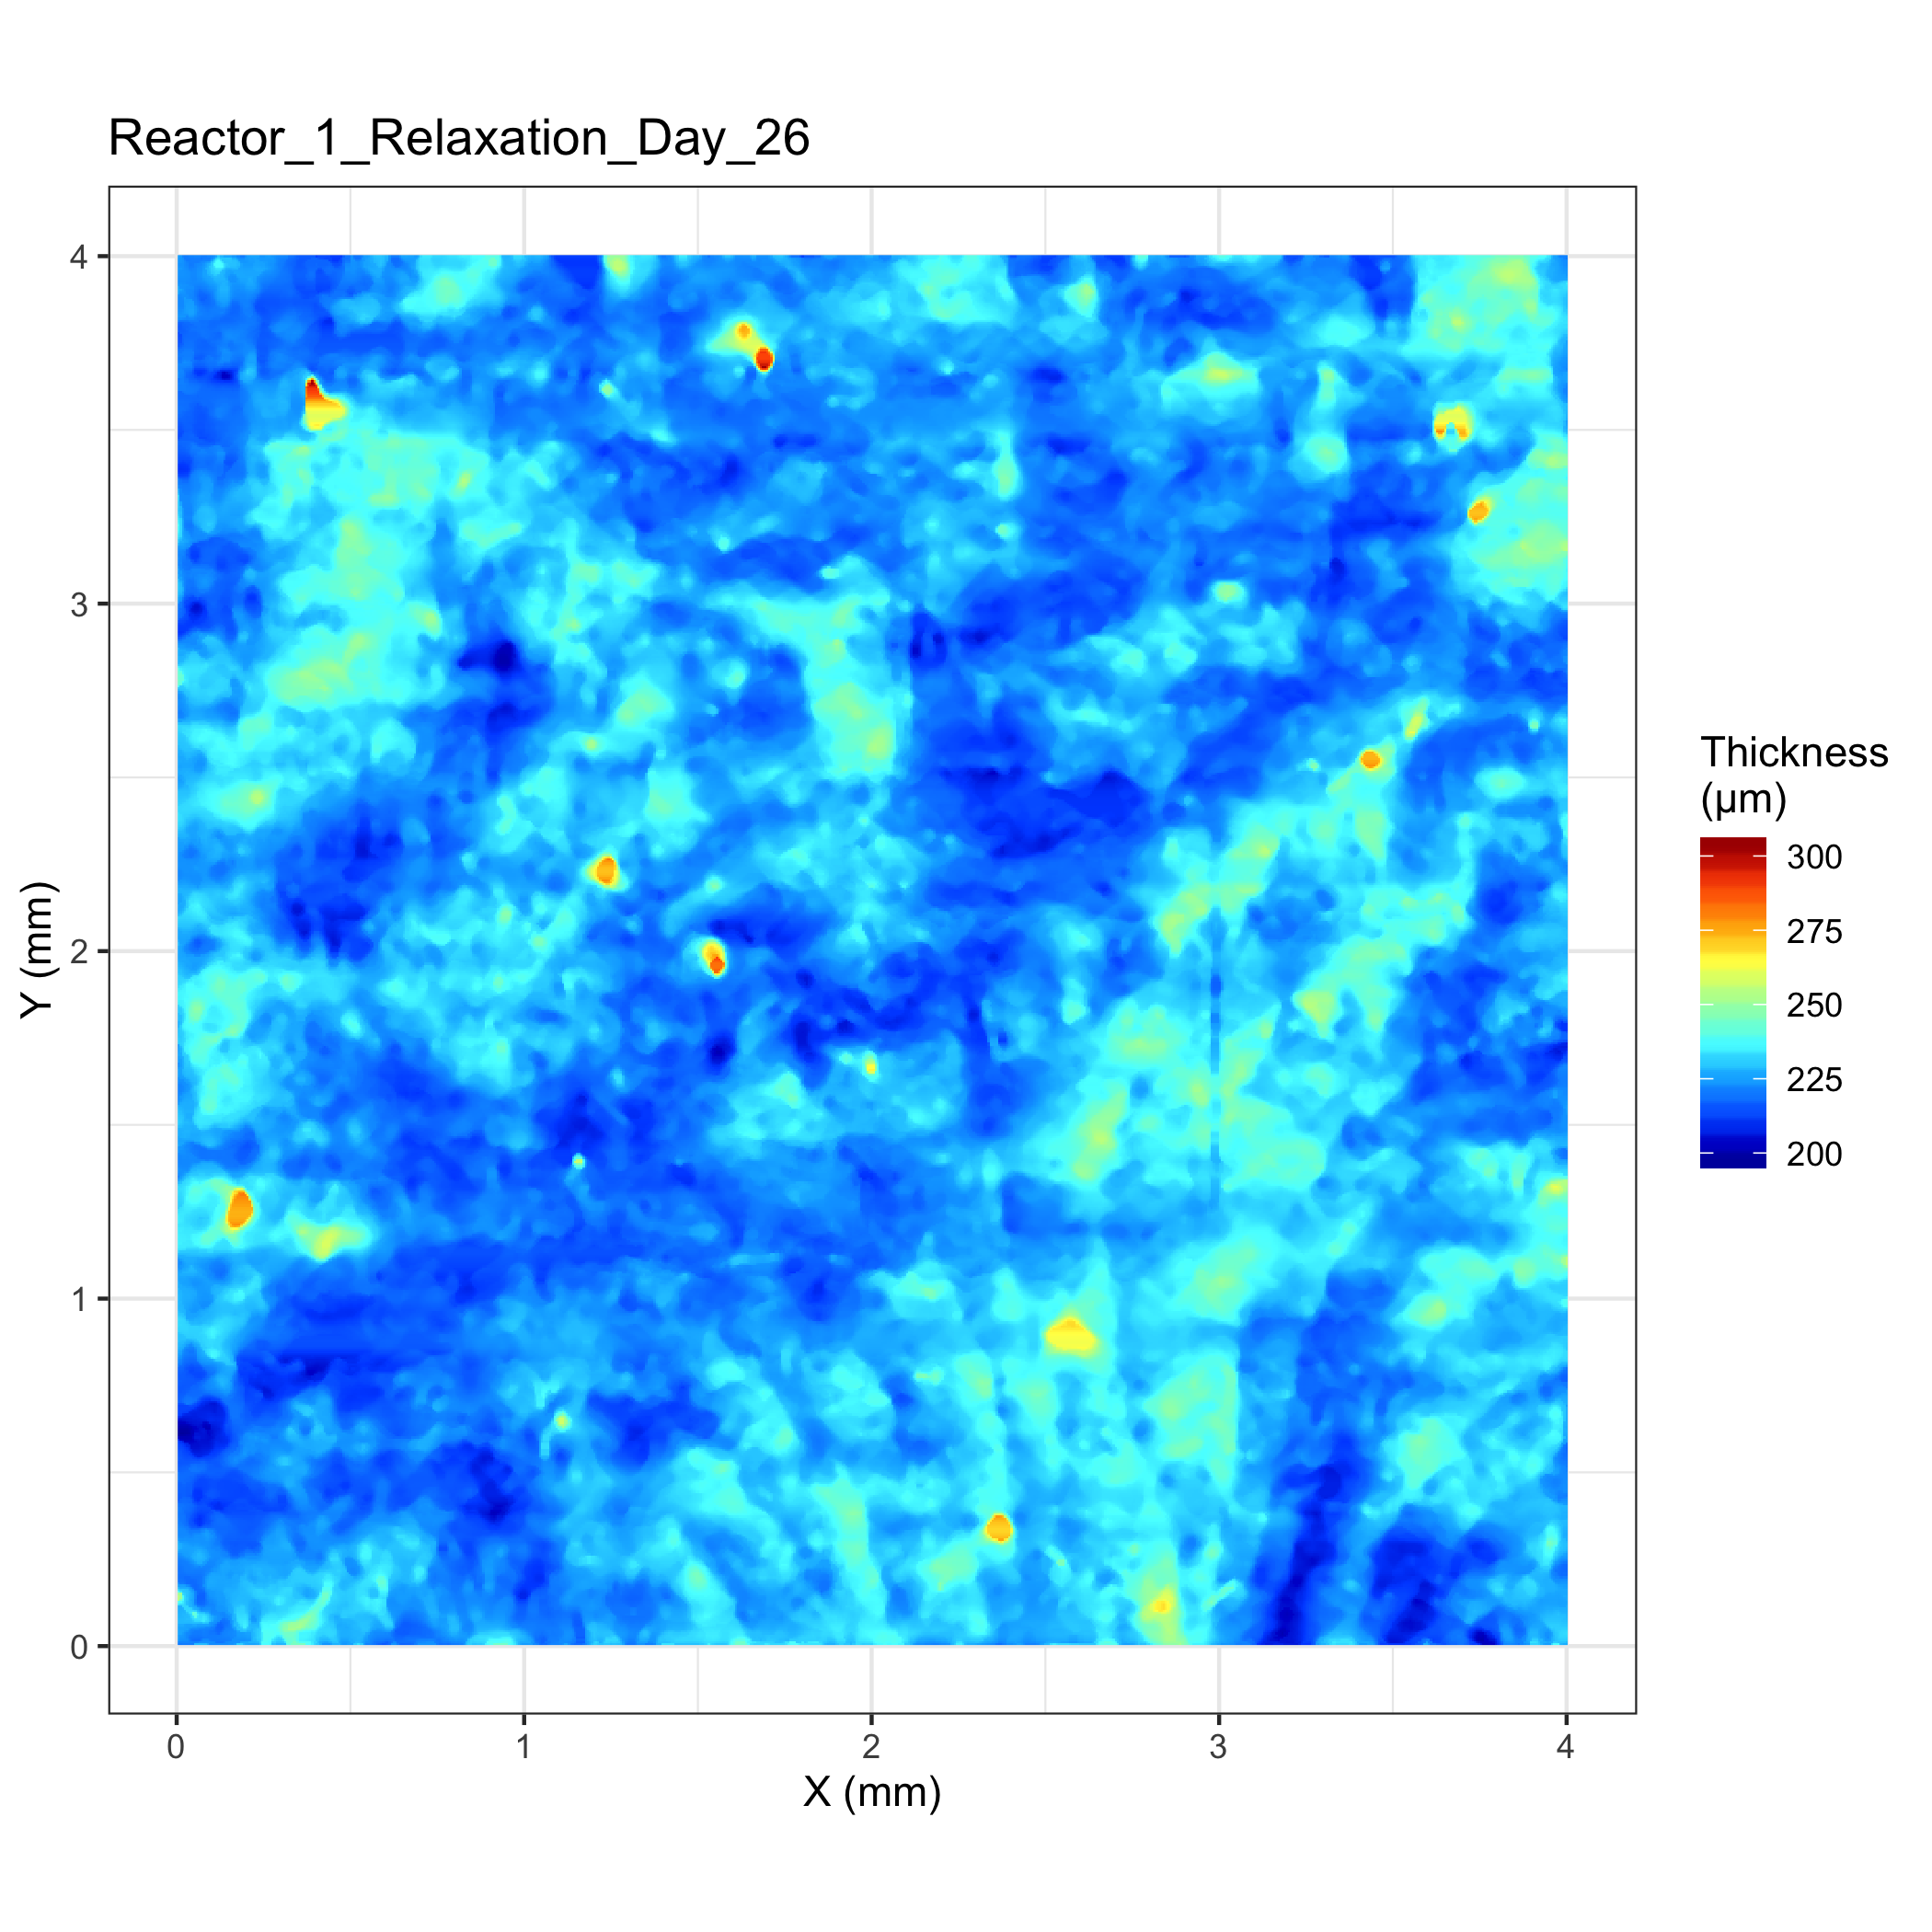 Reactor_1_Relaxation_Day_26
4
3
2
1
0
Y (mm)
0 1 2 3 4
X (mm)
Thickness
(µm)
300
275
250
225
200